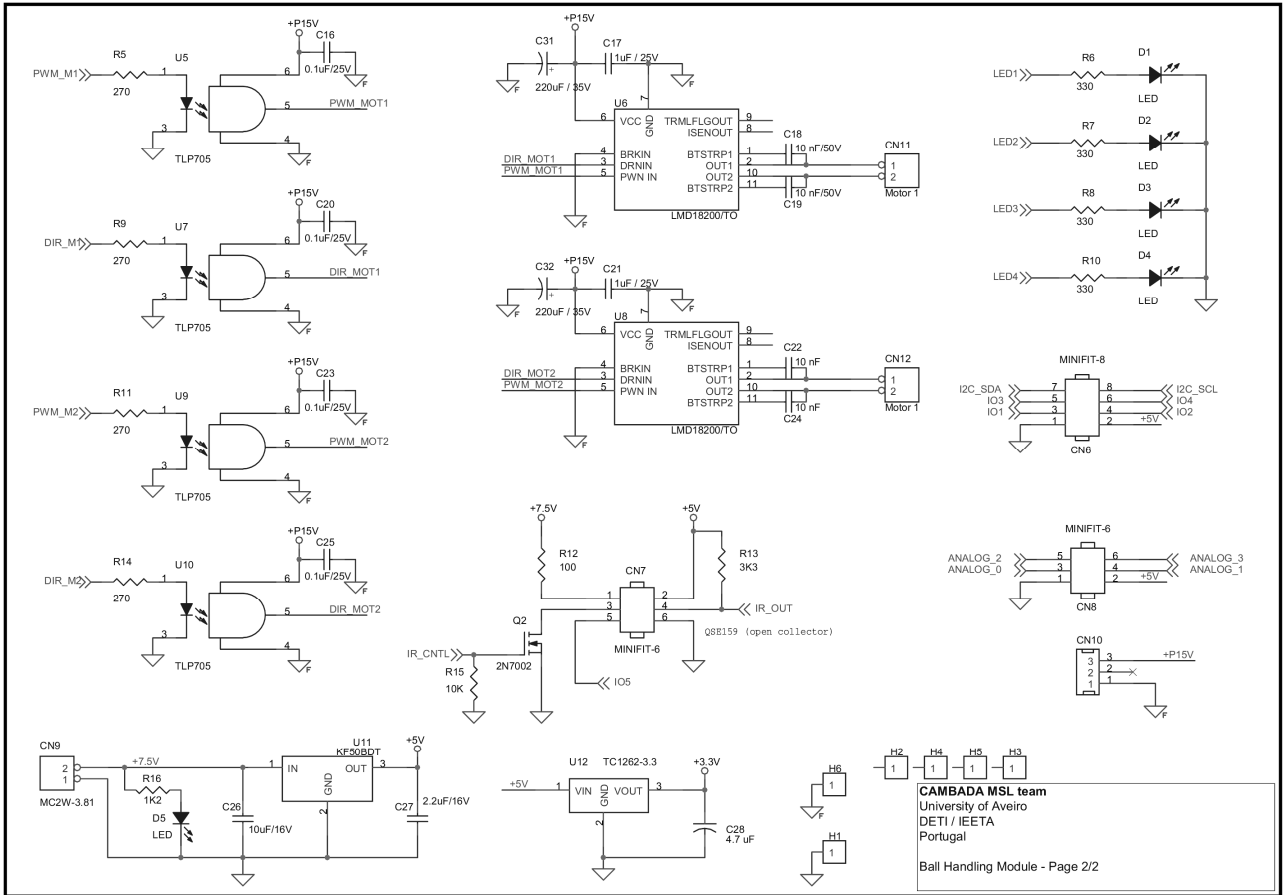 +P15V
C16
0.1uF/25V
F
R5
270
PWM_M1
U5
1
3
6
5
4
PWM_MOT1
F
TLP705
+P15V
C20
0.1uF/25V
F
R9
270
DIR_M1
U7
1
3
6
5
4
DIR_MOT1
F
TLP705
+P15V
C23
0.1uF/25V
F
R11
270
PWM_M2
U9
1
3
6
5
4
PWM_MOT2
F
TLP705
+P15V
C25
0.1uF/25V
F
R14
270
DIR_M2
U10
1
3
6
5
4
DIR_MOT2
F
TLP705
+P15V
C31
220uF / 35V
F
C17
1uF / 25V
F
U6
7
6 VCC
GND
TRMLFLGOUT 9
ISENOUT 8
4 BRKIN
DIR_MOT1 3 DRNIN
PWM_MOT1 5 PWN IN
BTSTRP1 1
OUT1 2
OUT2 10
BTSTRP2 11
C18
10 nF/50V
10 nF/50V
C19
CN11
1
2
Motor 1
F
LMD18200/TO
+P15V
C32
220uF / 35V
F
C21
1uF / 25V
F
U8
7
6 VCC
GND
TRMLFLGOUT 9
ISENOUT 8
4 BRKIN
DIR_MOT2 3 DRNIN
PWM_MOT2 5 PWN IN
BTSTRP1 1
OUT1 2
OUT2 10
BTSTRP2 11
C22
10 nF
10 nF
C24
CN12
1
2
Motor 1
F
LMD18200/TO
LED1
R6
330
D1
LED
LED2
R7
330
D2
LED
LED3
R8
330
D3
LED
LED4
R10
330
D4
LED
MINIFIT-8
I2C_SDA 7 8 I2C_SCL
IO3 5 6 IO4
IO1 3 4 IO2
1 2 +5V
CN6
MINIFIT-6
ANALOG_2 5 6 ANALOG_3
ANALOG_0 3 4 ANALOG_1
1 2 +5V
CN8
CN10
3 3 +P15V
2 2
1 1
F
+7.5V
R12
100
+5V
R13
3K3
CN7
1 2
3 4
5 6
MINIFIT-6
IR_OUT
QSE159 (open collector)
Q2
2N7002
IR_CNTL
R15
10K
IO5
CN9
2
1
MC2W-3.81
+7.5V
R16
1K2
D5
LED
C26
10uF/16V
U11
KF50BDT
1 IN
OUT 3
GND
2
+5V
C27
2.2uF/16V
U12 TC1262-3.3
+5V
1 VIN
VOUT 3
GND
2
+3.3V
C28
4.7 uF
H6
1
F
H1
1
H2
1
H4
1
H5
1
H3
1
CAMBADA MSL team
University of Aveiro
DETI / IEETA
Portugal
Ball Handling Module - Page 2/2